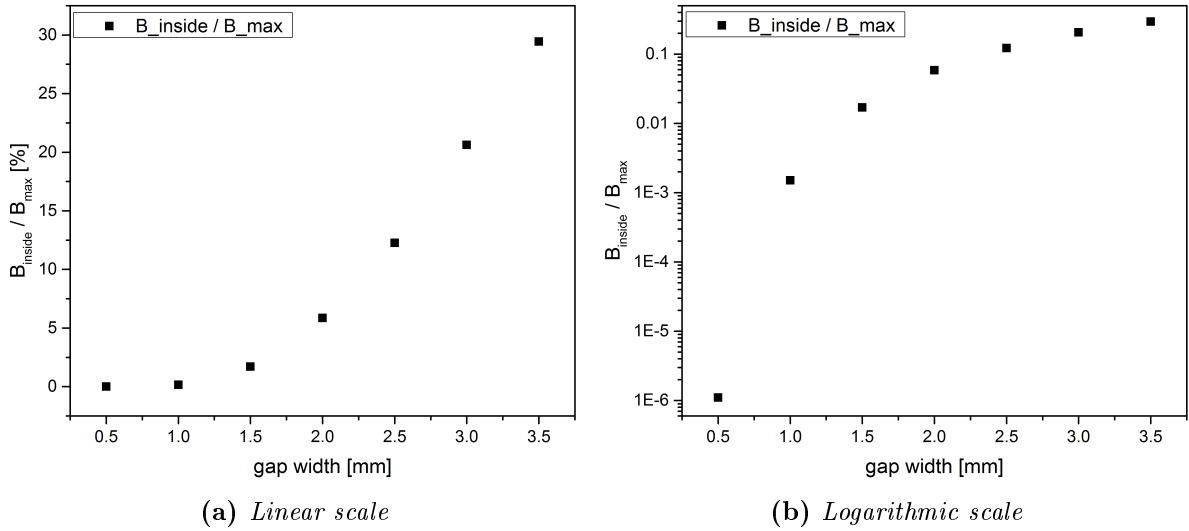 B_inside / B_max
30
25
20
15
10
5
0
B_inside / B_max [%]
0.5 1.0 1.5 2.0 2.5 3.0 3.5
gap width [mm]
(a) Linear scale
B_inside / B_max
0.1
0.01
1E-3
1E-4
1E-5
1E-6
B_inside / B_max
0.5 1.0 1.5 2.0 2.5 3.0 3.5
gap width [mm]
(b) Logarithmic scale